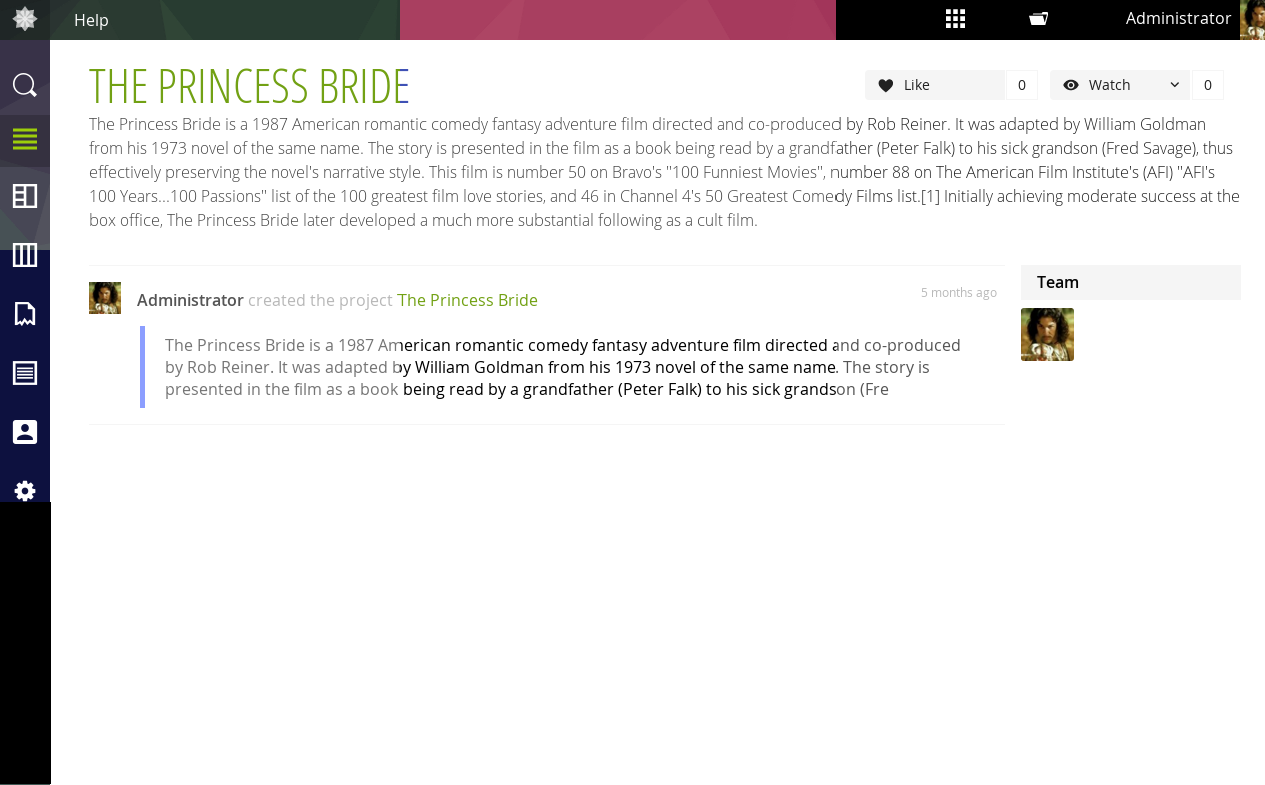 Help
Administrator
THE PRINCESS BRIDE
Like 0 Watch 0
The Princess Bride is a 1987 American romantic comedy fantasy adventure film directed and co-produced by Rob Reiner. It was adapted by William Goldman
from his 1973 novel of the same name. The story is presented in the film as a book being read by a grandfather (Peter Falk) to his sick grandson (Fred Savage), thus
effectively preserving the novel's narrative style. This film is number 50 on Bravo's "100 Funniest Movies", number 88 on The American Film Institute's (AFI) "AFI's
100 Years...100 Passions" list of the 100 greatest film love stories, and 46 in Channel 4's 50 Greatest Comedy Films list.[1] Initially achieving moderate success at the
box office, The Princess Bride later developed a much more substantial following as a cult film.
Administrator created the project The Princess Bride
5 months ago
The Princess Bride is a 1987 American romantic comedy fantasy adventure film directed and co-produced
by Rob Reiner. It was adapted by William Goldman from his 1973 novel of the same name. The story is
presented in the film as a book being read by a grandfather (Peter Falk) to his sick grandson (Fre
Team